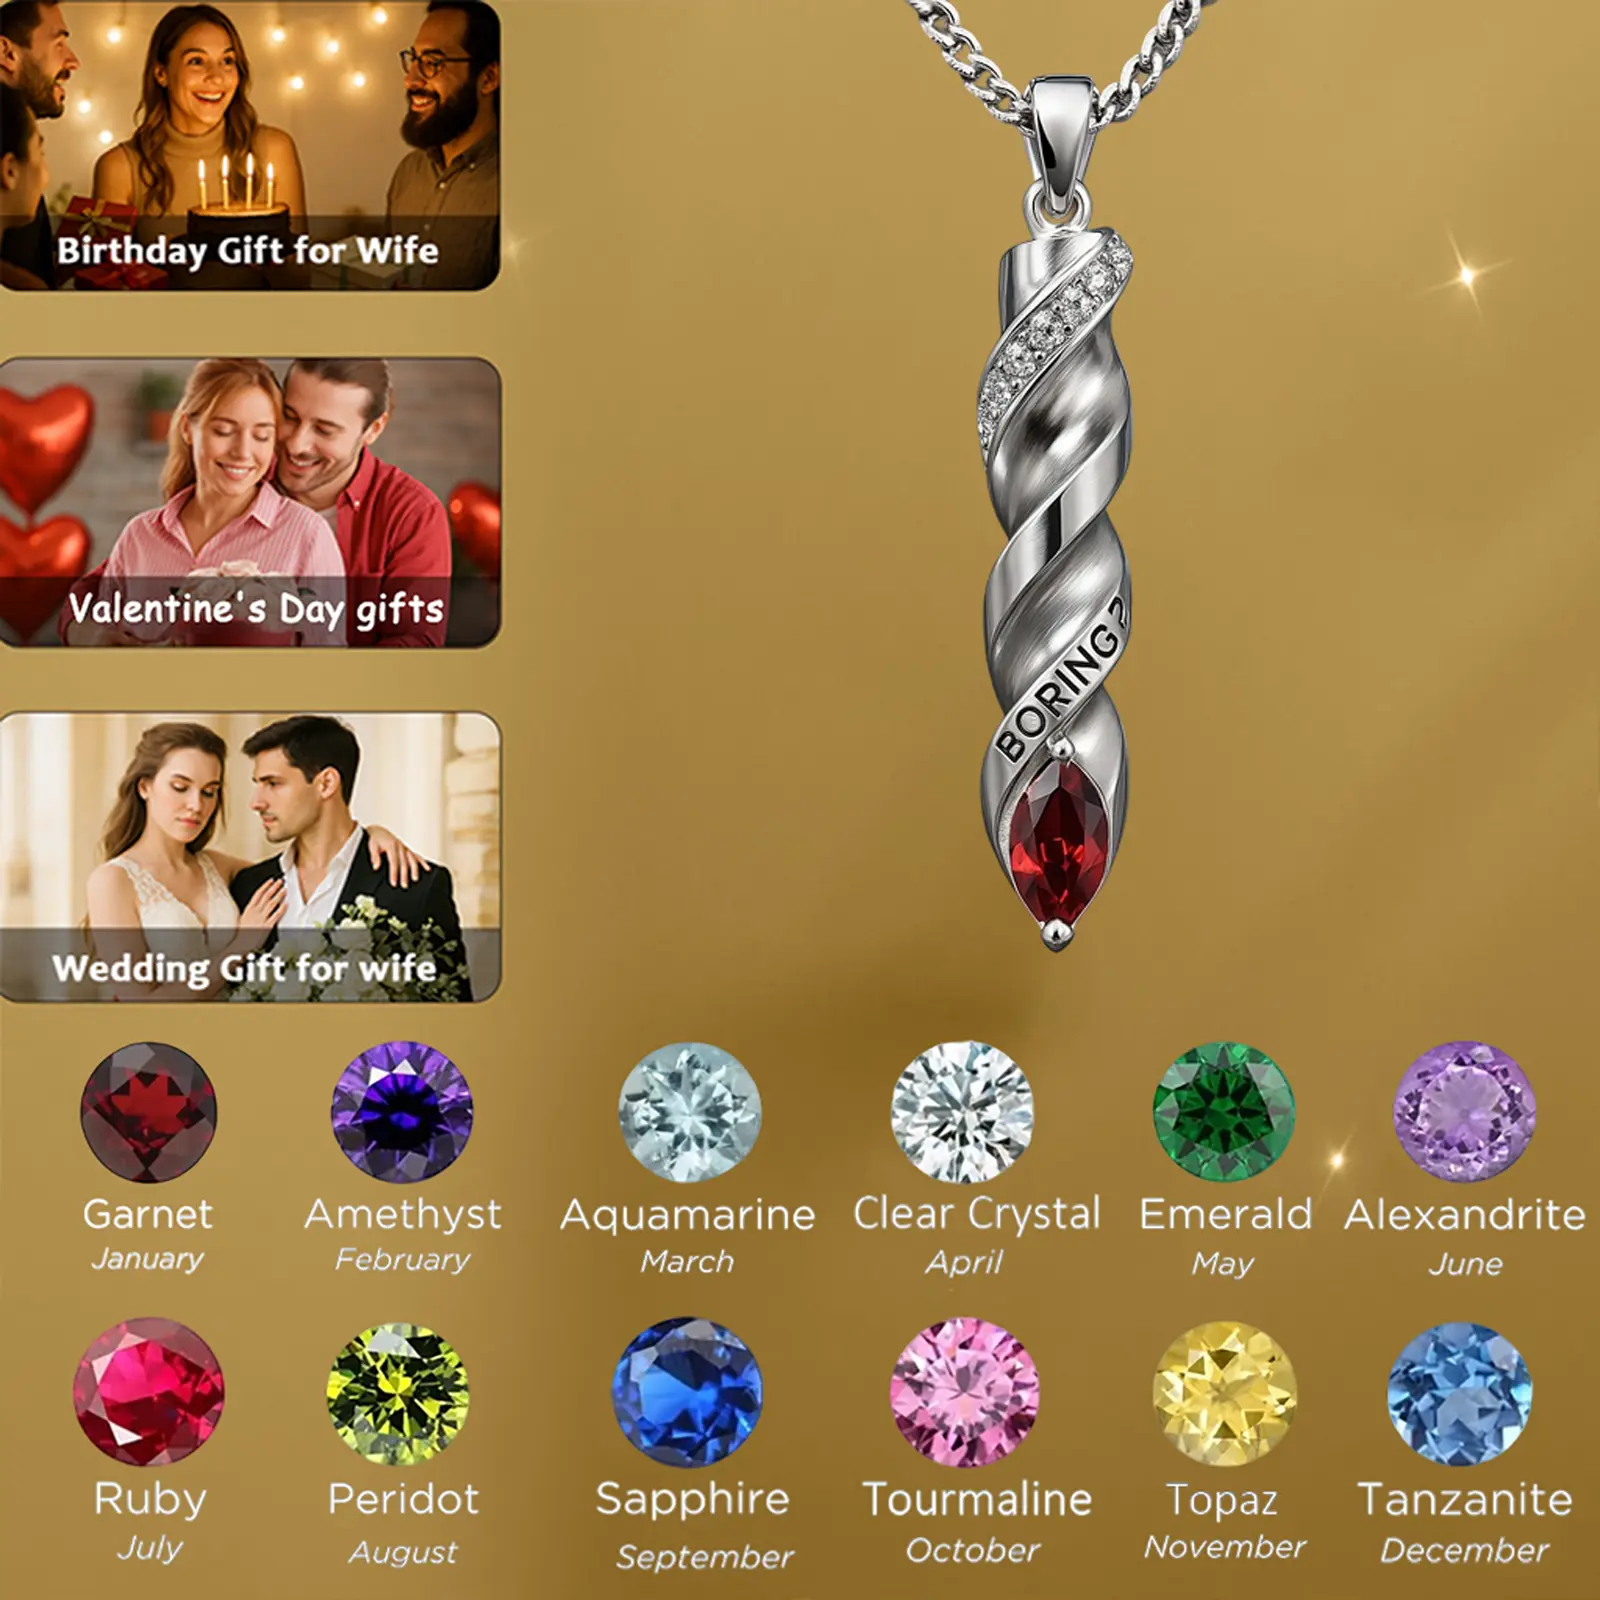 Birthday Gift for Wife
Valentine's Day gifts
Wedding Gift for wife
BORING?
Garnet
January
Amethyst
February
Aquamarine
March
Clear Crystal
April
Emerald
May
Alexandrite
June
Ruby
July
Peridot
August
Sapphire
September
Tourmaline
October
Topaz
November
Tanzanite
December